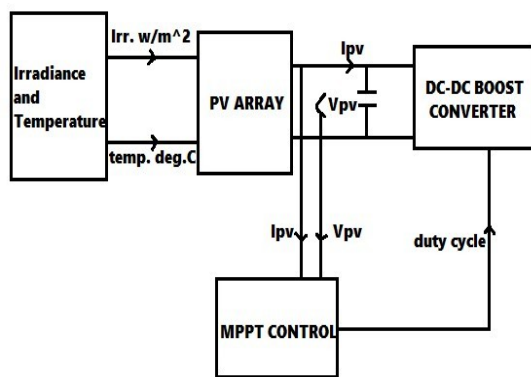 Irr. w/m^2
Irradiance
and
Temperature
temp. deg.C
PV ARRAY
Ipv
Vpv
DC-DC BOOST
CONVERTER
Ipv
Vpv
duty cycle
MPPT CONTROL